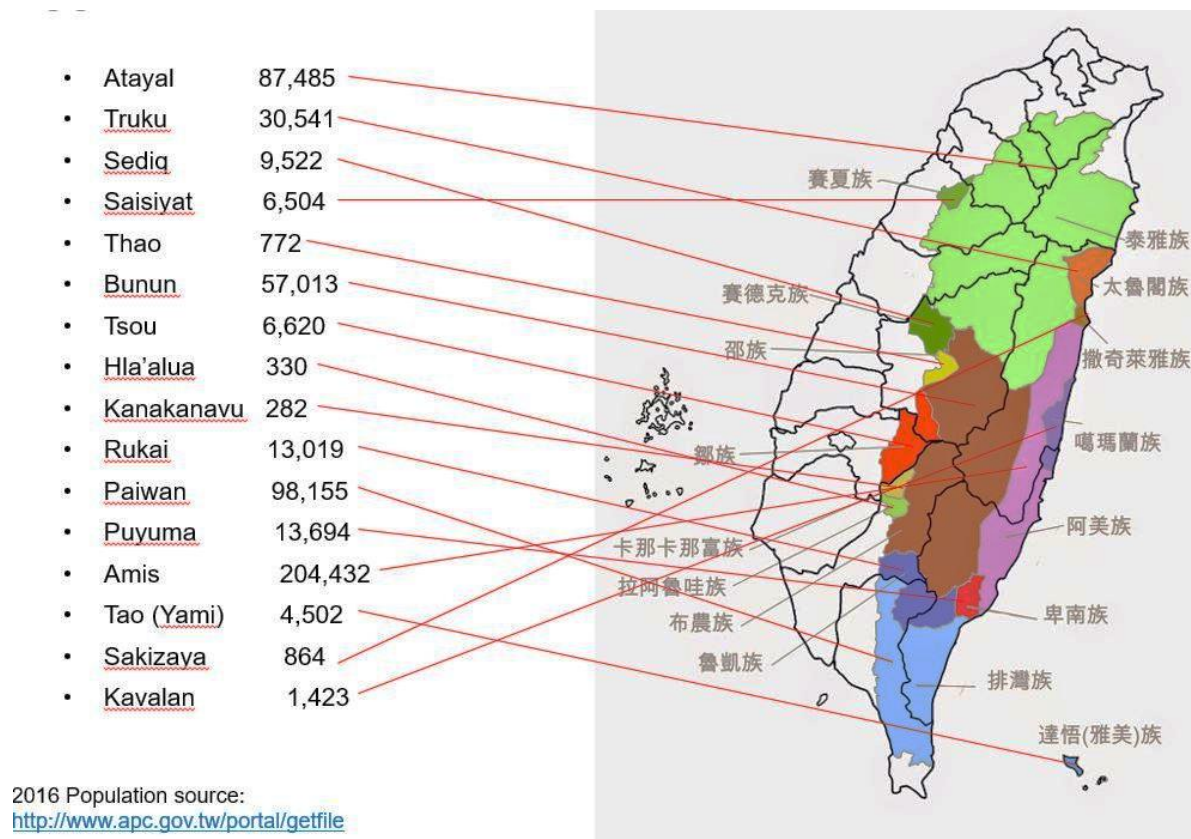 • Atayal 87,485
• Truku 30,541
• Sediq 9,522
• Saisiyat 6,504
• Thao 772
• Bunun 57,013
• Tsou 6,620
• Hla'alua 330
• Kanakanavu 282
• Rukai 13,019
• Paiwan 98,155
• Puyuma 13,694
• Amis 204,432
• Tao (Yami) 4,502
• Sakizaya 864
• Kavalan 1,423
2016 Population source:
http://www.apc.gov.tw/portal/getfile
賽夏族
泰雅族
太魯閣族
賽德克族
邵族
撒奇萊雅族
噶瑪蘭族
鄒族
阿美族
卡那卡那富族
拉阿魯哇族
布農族
卑南族
魯凱族
排灣族
達悟(雅美)族